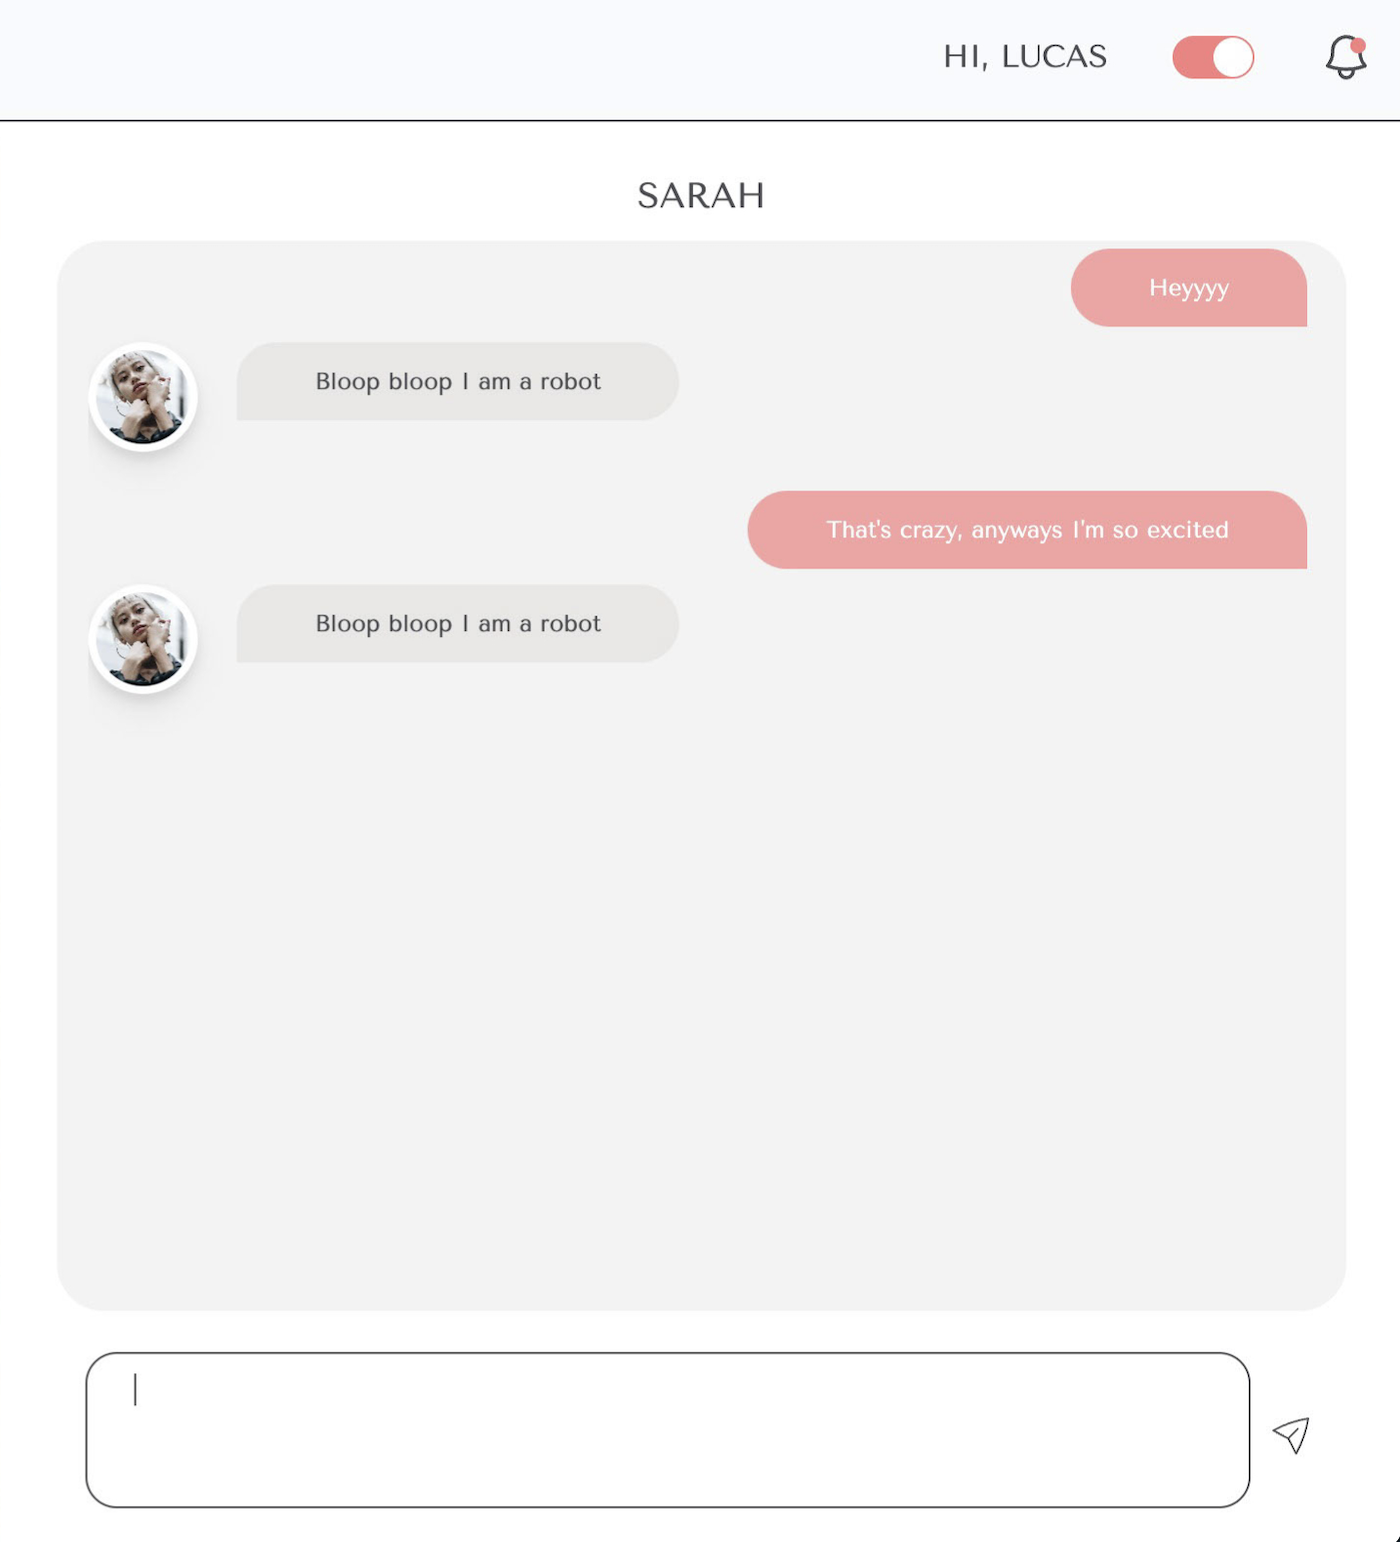 HI, LUCAS
SARAH
Heyyyy
Bloop bloop I am a robot
That's crazy, anyways I'm so excited
Bloop bloop I am a robot